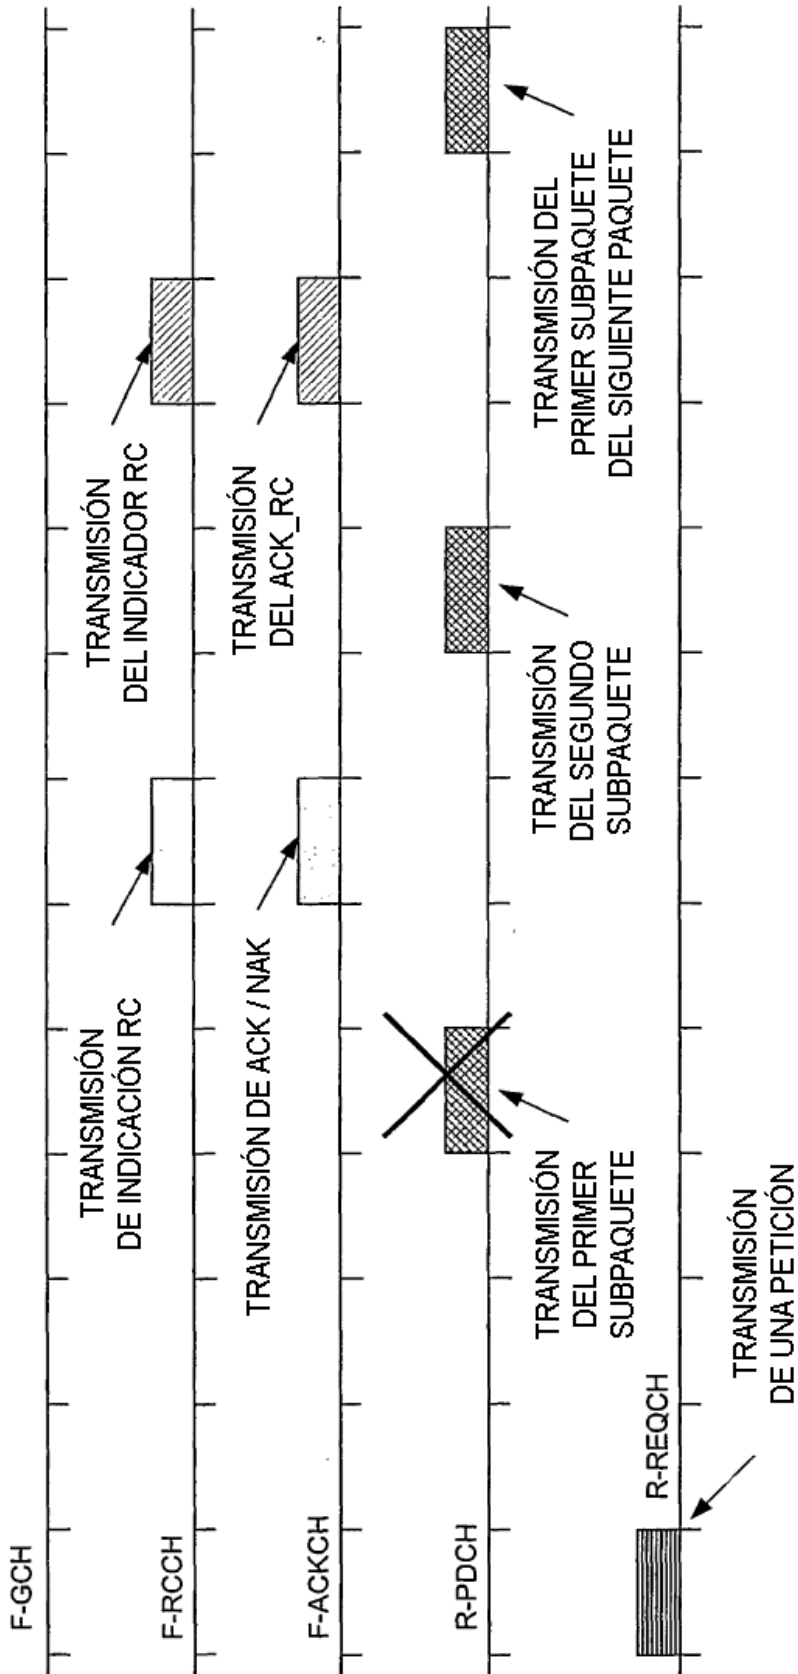 F-GCH
TRANSMISIÓN
DE INDICACIÓN RC
TRANSMISIÓN
DEL INDICADOR RC
F-RCCH
TRANSMISIÓN DE ACK / NAK
TRANSMISIÓN
DEL ACK_RC
F-ACKCH
R-PDCH
TRANSMISIÓN
DEL PRIMER
SUBPAQUETE
TRANSMISIÓN
DEL SEGUNDO
SUBPAQUETE
TRANSMISIÓN DEL
PRIMER SUBPAQUETE
DEL SIGUIENTE PAQUETE
R-REQCH
TRANSMISIÓN
DE UNA PETICIÓN